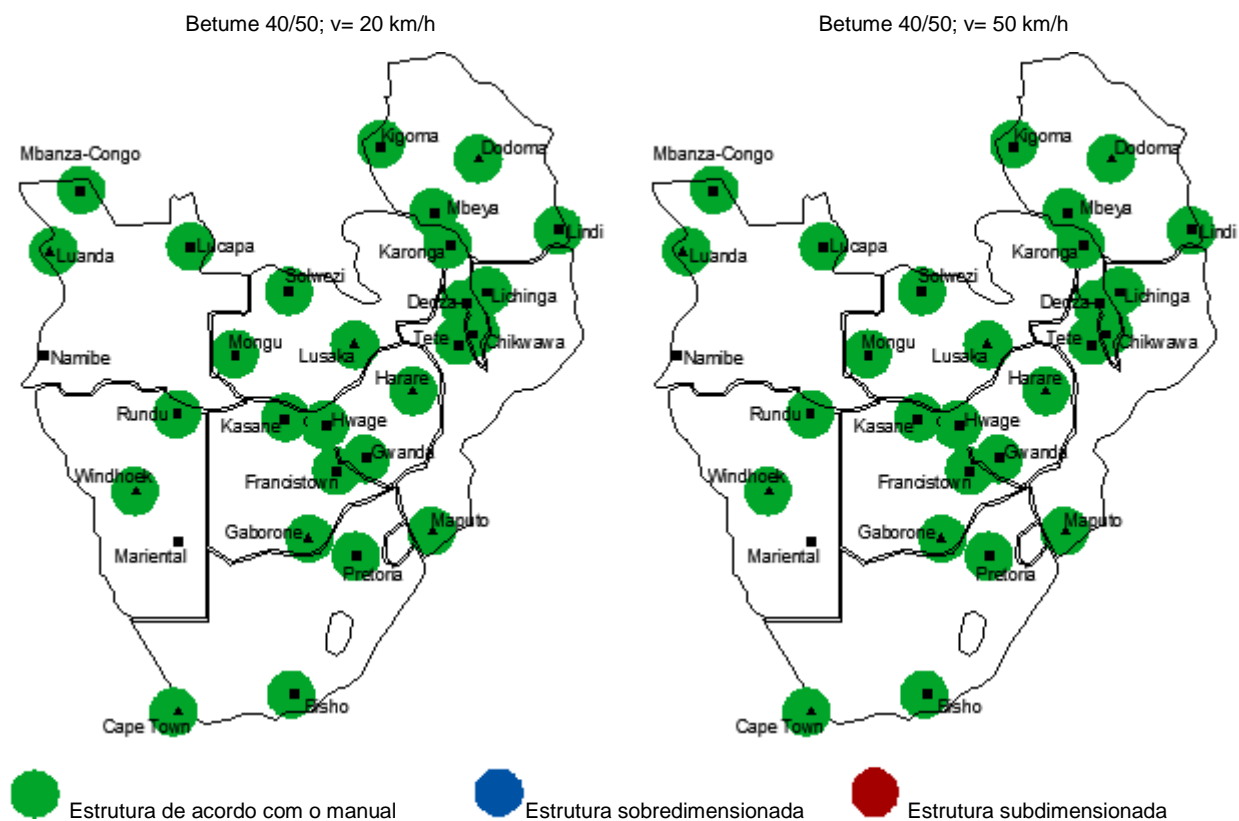 Betume 40/50; v= 20 km/h
Kigoma
Dodoma
Mbanza-Congo
Mbeya
Lindi
Luanda
Lucapa
Karonga
Solwezi
Lichinga
Dedza
Mongu
Lusaka
Tete
Chikwawa
Namibe
Harare
Rundu
Kasane
Hwage
Gwanda
Windhoek
Francistown
Gaborone
Maputo
Mariental
Pretoria
Bisho
Cape Town
Betume 40/50; v= 50 km/h
Kigoma
Dodoma
Mbanza-Congo
Mbeya
Lindi
Luanda
Lucapa
Karonga
Solwezi
Lichinga
Dedza
Mongu
Lusaka
Tete
Chikwawa
Namibe
Harare
Rundu
Kasane
Hwage
Gwanda
Windhoek
Francistown
Gaborone
Maputo
Mariental
Pretoria
Bisho
Cape Town
Estrutura de acordo com o manual
Estrutura sobredimensionada
Estrutura subdimensionada